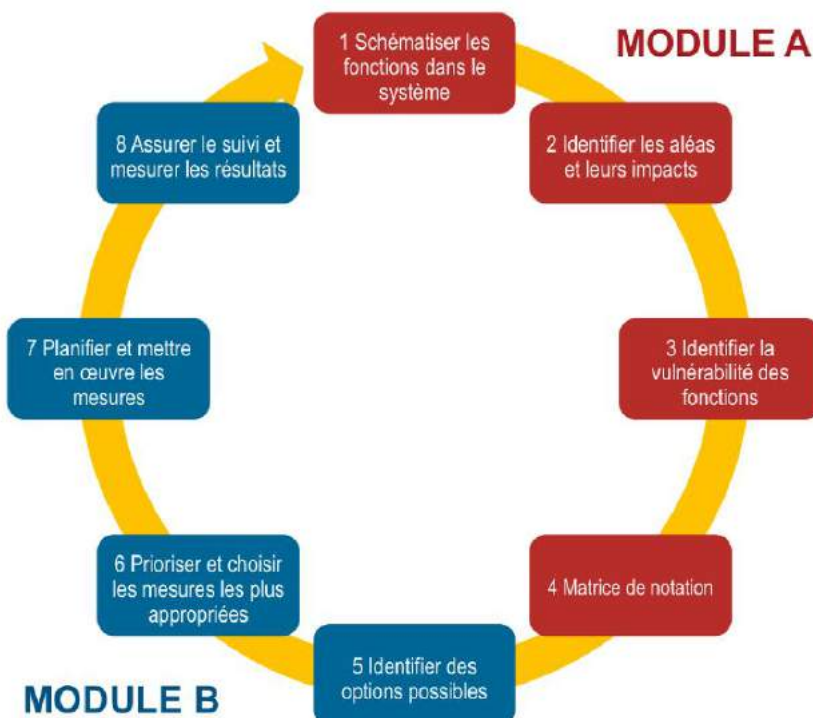 1 Schématiser les
fonctions dans le
système
MODULE A
2 Identifier les aléas
et leurs impacts
3 Identifier la
vulnérabilité des
fonctions
4 Matrice de notation
5 Identifier des
options possibles
MODULE B
6 Prioriser et choisir
les mesures les plus
appropriées
7 Planifier et mettre
en œuvre les
mesures
8 Assurer le suivi et
mesurer les résultats